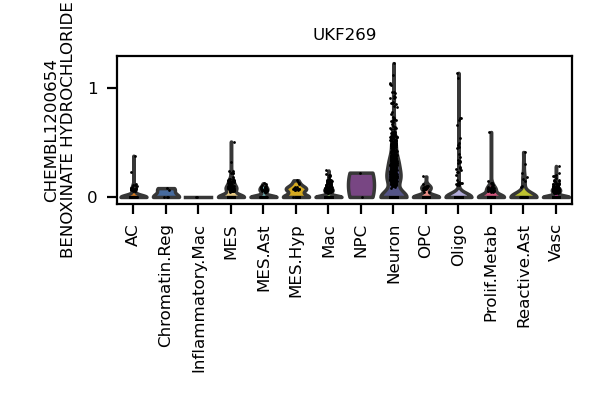 UKF269
CHEMBL1200654
BENOXINATE HYDROCHLORIDE
1
0
AC
Chromatin.Reg
Inflammatory.Mac
MES
MES.Ast
MES.Hyp
Mac
NPC
Neuron
OPC
Oligo
Prolif.Metab
Reactive.Ast
Vasc